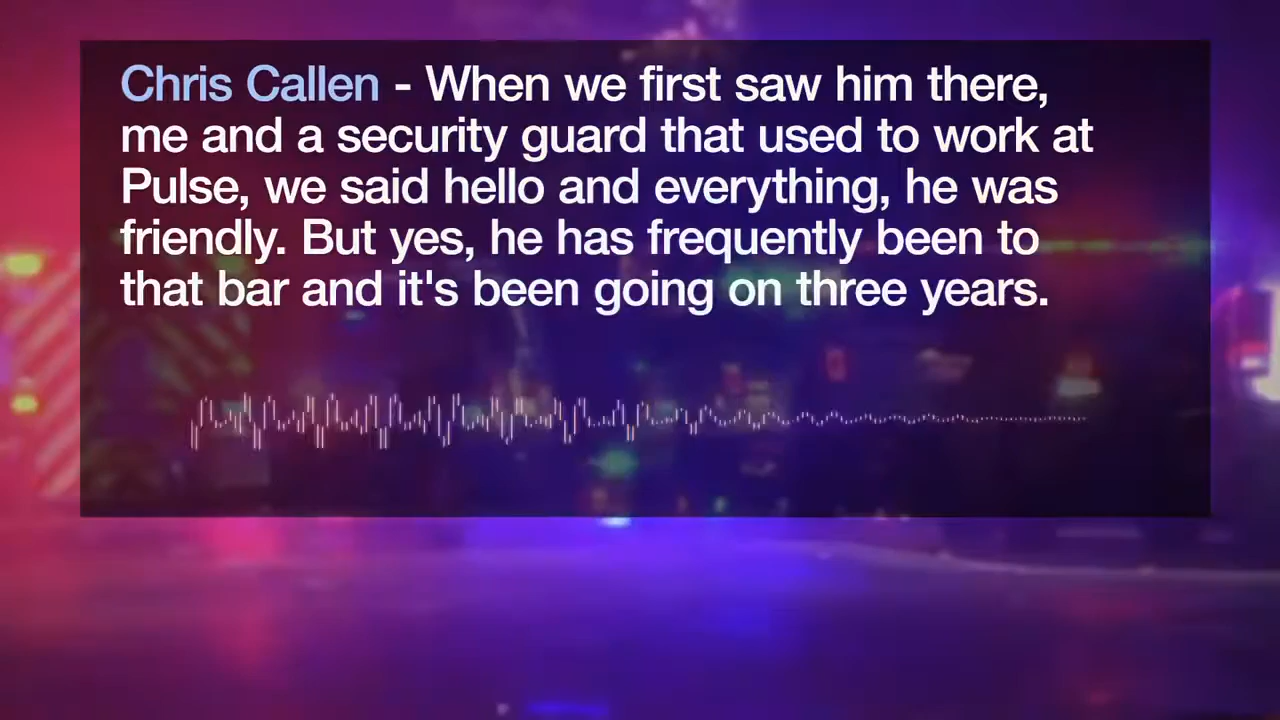 Chris Callen - When we first saw him there,
me and a security guard that used to work at
Pulse, we said hello and everything, he was
friendly. But yes, he has frequently been to
that bar and it's been going on three years.